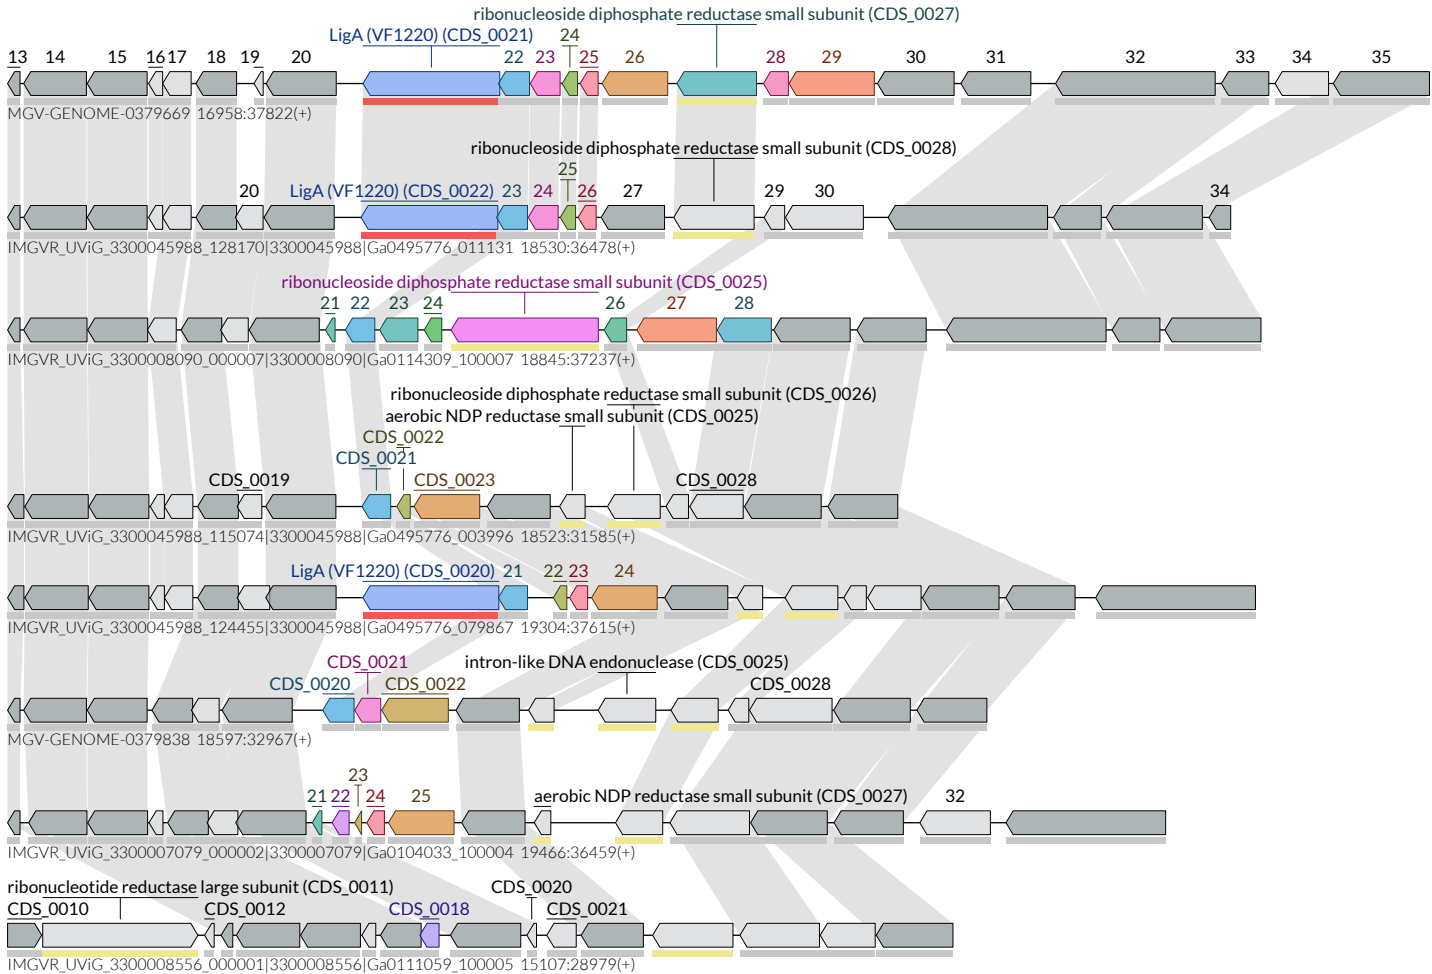 ribonucleoside diphosphate reductase small subunit (CDS_0027)
LigA (VF1220) (CDS_0021) 24
13 14 15 16 17 18 19 20 22 23 25 26 28 29 30 31 32 33 34 35
MGV-GENOME-0379669 16958:37822(+)
ribonucleoside diphosphate reductase small subunit (CDS_0028)
25
20 LigA (VF1220) (CDS_0022) 23 24 26 27 29 30 34
IMGVR_UViG_3300045988_128170|3300045988|Ga0495776_011131 18530:36478(+)
ribonucleoside diphosphate reductase small subunit (CDS_0025)
21 22 23 24 26 27 28
IMGVR_UViG_3300008090_000007|3300008090|Ga0114309_100007 18845:37237(+)
ribonucleoside diphosphate reductase small subunit (CDS_0026)
aerobic NDP reductase small subunit (CDS_0025)
CDS_0022
CDS_0021
CDS_0019 CDS_0023 CDS_0028
IMGVR_UViG_3300045988_115074|3300045988|Ga0495776_003996 18523:31585(+)
LigA (VF1220) (CDS_0020) 21 22 23 24
IMGVR_UViG_3300045988_124455|3300045988|Ga0495776_079867 19304:37615(+)
CDS_0021 intron-like DNA endonuclease (CDS_0025)
CDS_0020 CDS_0022 CDS_0028
MGV-GENOME-0379838 18597:32967(+)
23
21 22 24 25 aerobic NDP reductase small subunit (CDS_0027) 32
IMGVR_UViG_3300007079_000002|3300007079|Ga0104033_100004 19466:36459(+)
ribonucleotide reductase large subunit (CDS_0011) CDS_0020
CDS_0010 CDS_0012 CDS_0018 CDS_0021
IMGVR_UViG_3300008556_000001|3300008556|Ga0111059_100005 15107:28979(+)